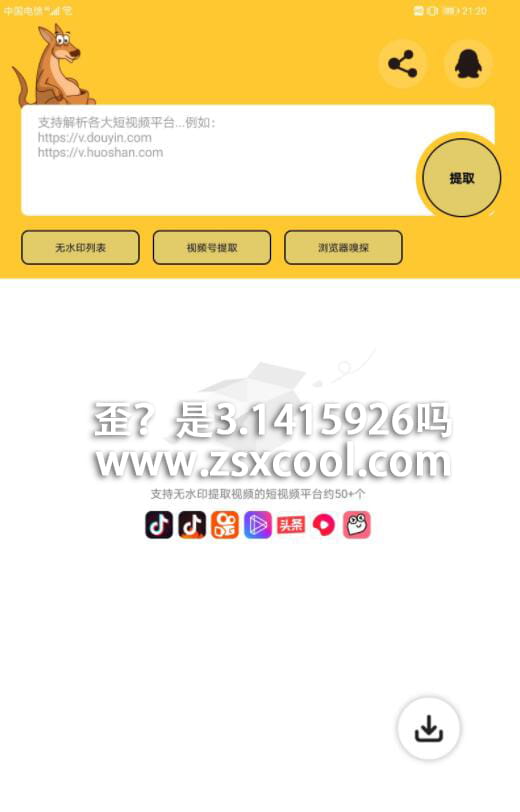 中国电信 21:20
支持解析各大短视频平台...例如：
https://v.douyin.com
https://v.huoshan.com
提取
无水印列表 视频号提取 浏览器嗅探
歪？是3.1415926吗
www.zsxcool.com
支持无水印提取视频的短视频平台约50+个
头条